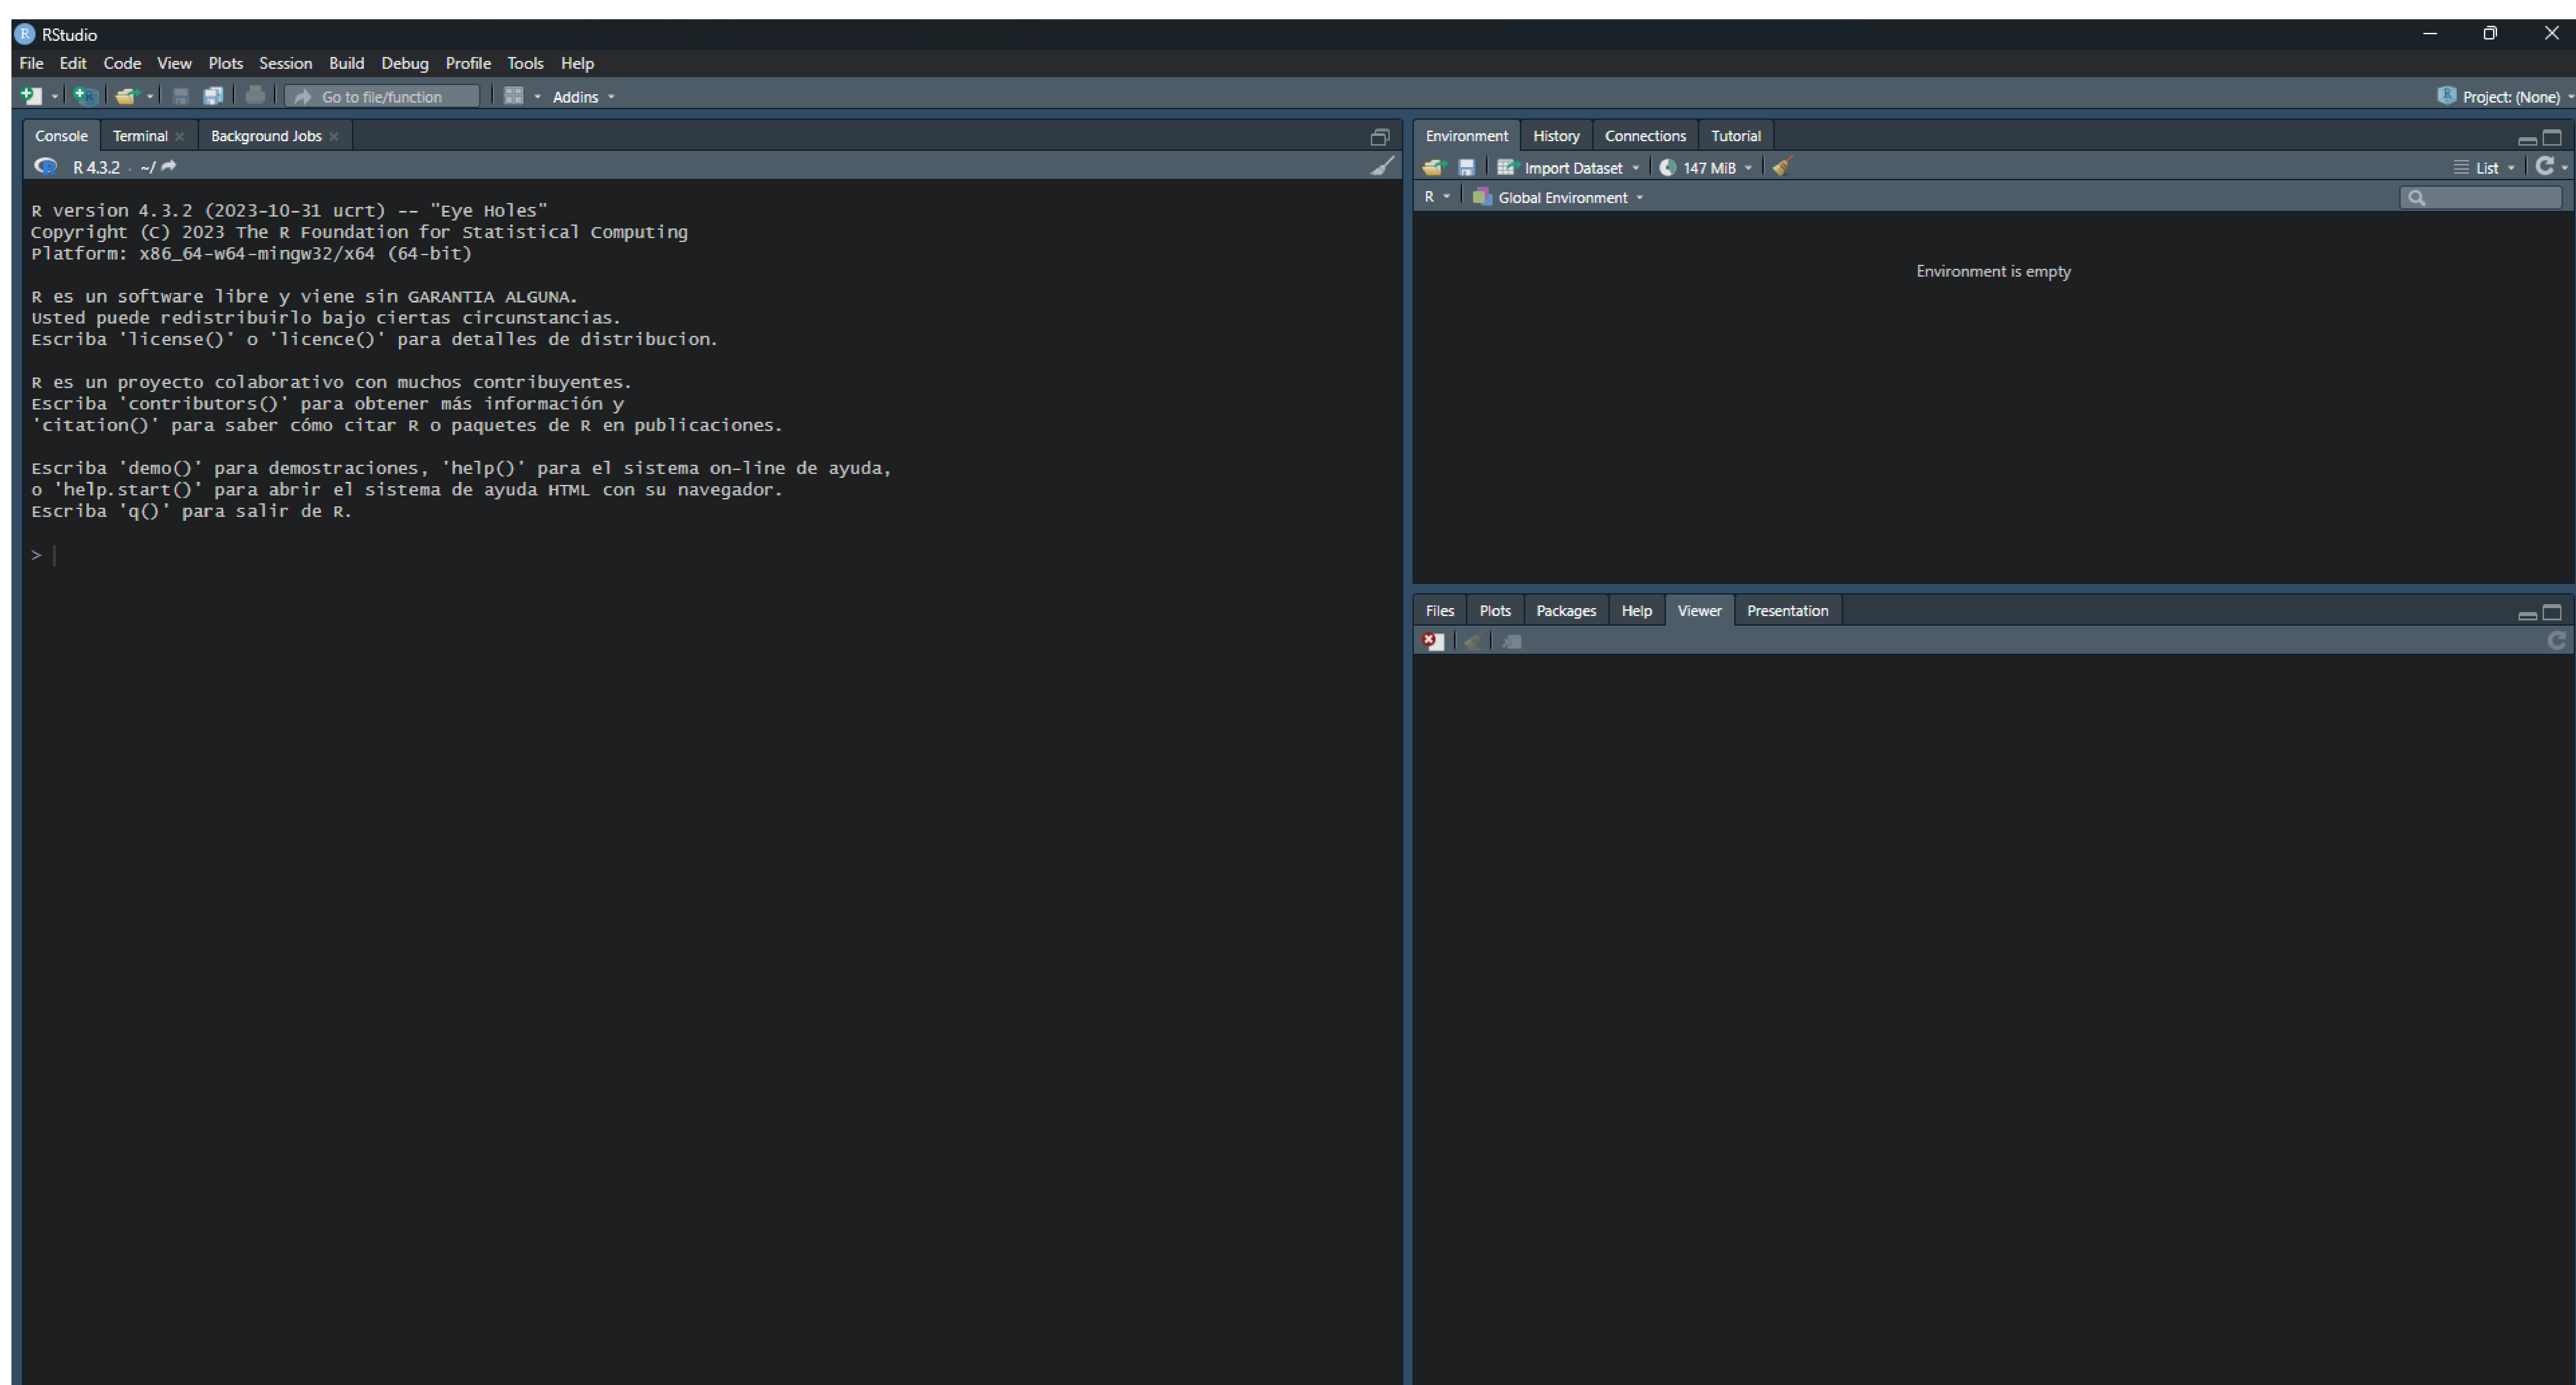 RStudio
File Edit Code View Plots Session Build Debug Profile Tools Help
Go to file/function Addins Project: (None)
Console Terminal Background Jobs
R 4.3.2 · ~/
R version 4.3.2 (2023-10-31 ucrt) -- "Eye Holes"
Copyright (C) 2023 The R Foundation for Statistical Computing
Platform: x86_64-w64-mingw32/x64 (64-bit)
R es un software libre y viene sin GARANTIA ALGUNA.
Usted puede redistribuirlo bajo ciertas circunstancias.
Escriba 'license()' o 'licence()' para detalles de distribucion.
R es un proyecto colaborativo con muchos contribuyentes.
Escriba 'contributors()' para obtener más información y
'citation()' para saber cómo citar R o paquetes de R en publicaciones.
Escriba 'demo()' para demostraciones, 'help()' para el sistema on-line de ayuda,
o 'help.start()' para abrir el sistema de ayuda HTML con su navegador.
Escriba 'q()' para salir de R.
>
Environment History Connections Tutorial
Import Dataset 147 MiB List
R Global Environment
Environment is empty
Files Plots Packages Help Viewer Presentation